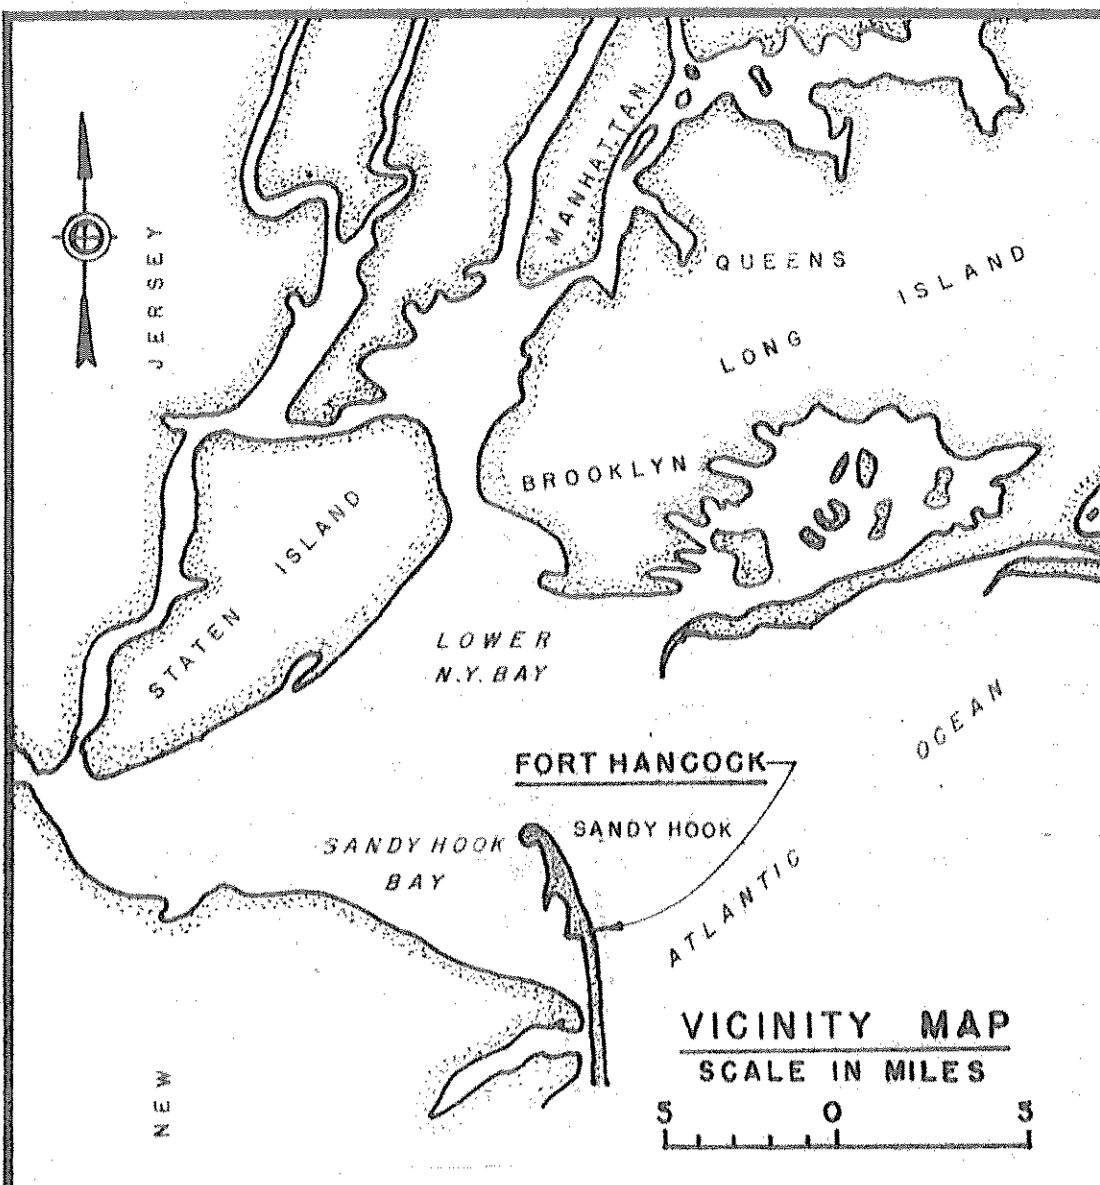 MANHATTAN
QUEENS
LONG ISLAND
NEW JERSEY
BROOKLYN
STATEN ISLAND
LOWER
N.Y. BAY
ATLANTIC OCEAN
FORT HANCOCK
SANDY HOOK
SANDY HOOK
BAY
VICINITY MAP
SCALE IN MILES
5 0 5